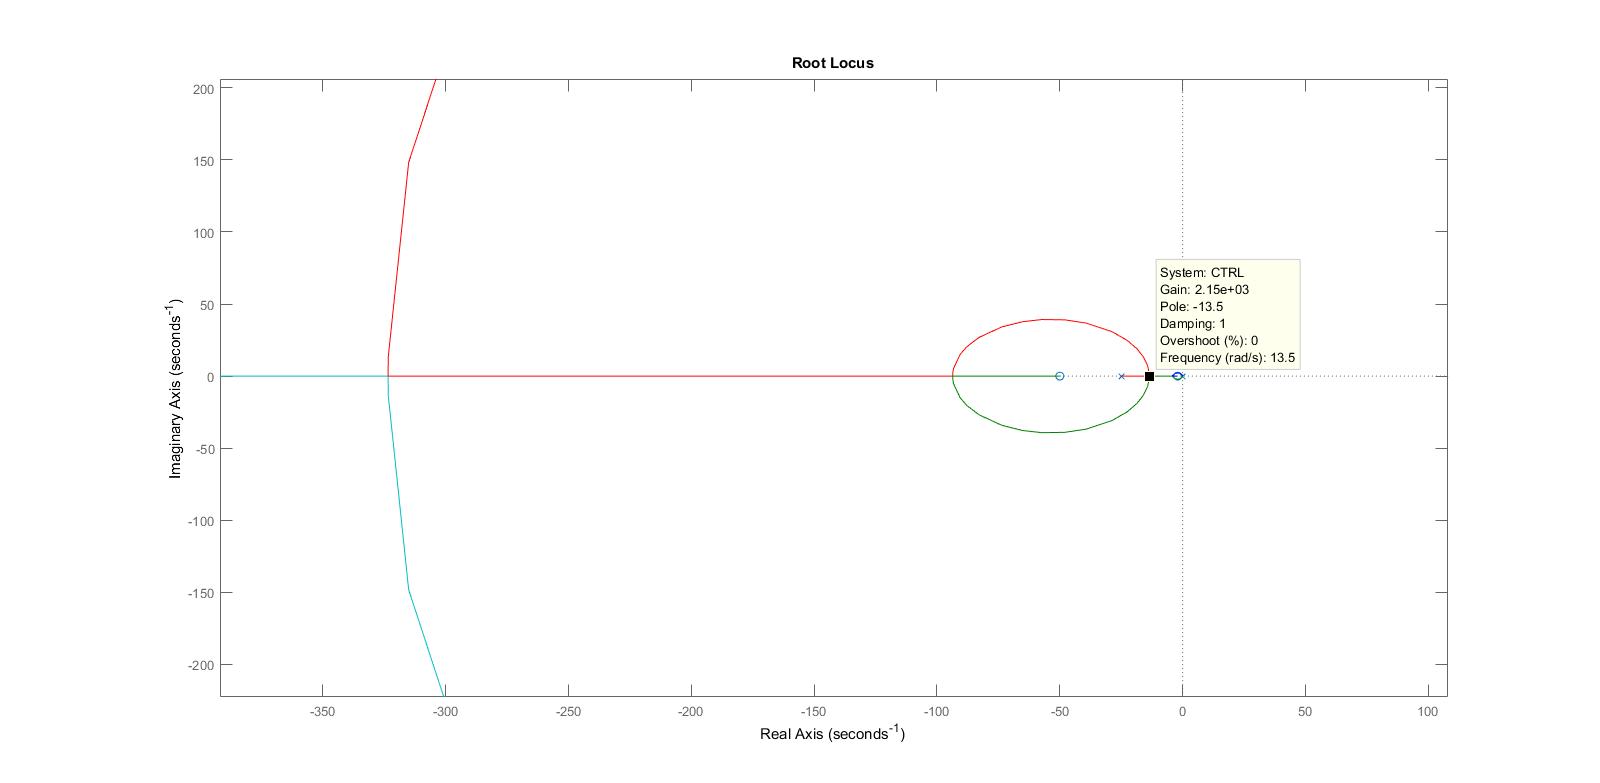 Root Locus
200
150
100
50
0
-50
-100
-150
-200
Imaginary Axis (seconds⁻¹)
System: CTRL
Gain: 2.15e+03
Pole: -13.5
Damping: 1
Overshoot (%): 0
Frequency (rad/s): 13.5
-350 -300 -250 -200 -150 -100 -50 0 50 100
Real Axis (seconds⁻¹)